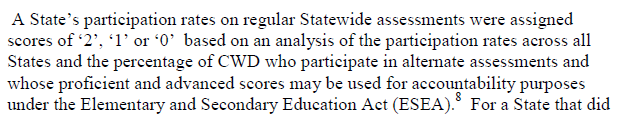 A State’s participation rates on regular Statewide assessments were assigned
scores of ‘2’, ‘1’ or ‘0’  based on an analysis of the participation rates across all
States and the percentage of CWD who participate in alternate assessments and
whose proficient and advanced scores may be used for accountability purposes
under the Elementary and Secondary Education Act (ESEA).8  For a State that did